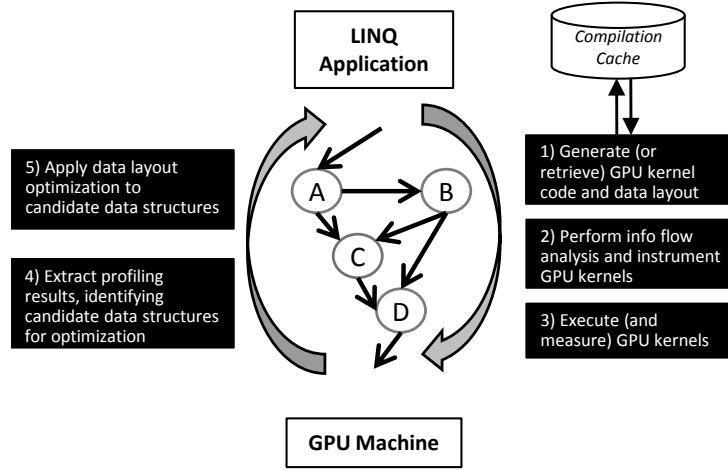 LINQ
Application
Compilation
Cache
5) Apply data layout
optimization to
candidate data structures
4) Extract profiling
results, identifying
candidate data structures
for optimization
A
B
C
D
1) Generate (or
retrieve) GPU kernel
code and data layout
2) Perform info flow
analysis and instrument
GPU kernels
3) Execute (and
measure) GPU kernels
GPU Machine